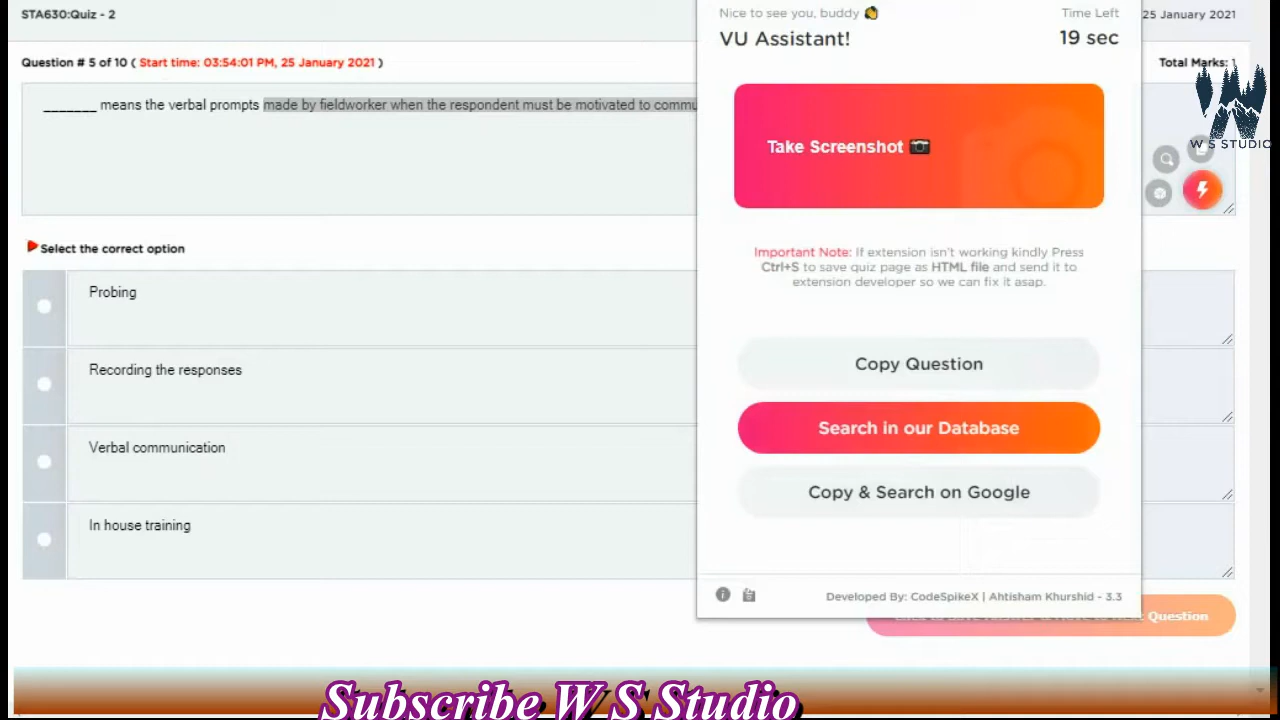 STA630:Quiz - 2
Nice to see you, buddy
Time Left
25 January 2021
VU Assistant!
19 sec
Question # 5 of 10 ( Start time: 03:54:01 PM, 25 January 2021 )
Total Marks: 1
_______ means the verbal prompts made by fieldworker when the respondent must be motivated to commu
W S STUDIO
Take Screenshot
Select the correct option
Important Note: If extension isn't working kindly Press
Ctrl+S to save quiz page as HTML file and send it to
extension developer so we can fix it asap.
Probing
Copy Question
Recording the responses
Search in our Database
Verbal communication
Copy & Search on Google
In house training
Developed By: CodeSpikeX | Ahtisham Khurshid - 3.3
Question
Subscribe W S Studio